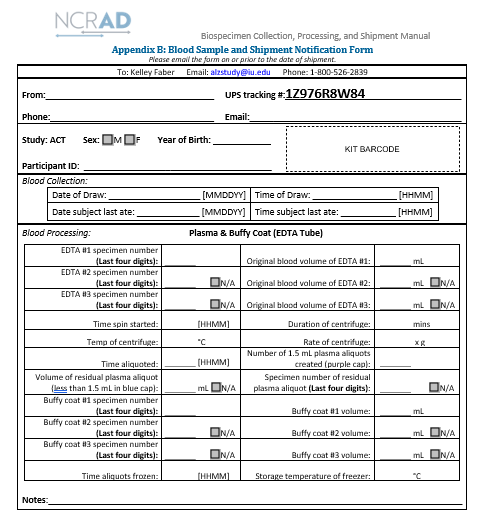 NCRAD
Biospecimen Collection, Processing, and Shipment Manual
Appendix B: Blood Sample and Shipment Notification Form
Please email the form on or prior to the date of shipment.
To: Kelley Faber Email: alzstudy@iu.edu Phone: 1-800-526-2839
From: UPS tracking #: 1Z976R8W84
Phone: Email:
Study: ACT Sex: M F Year of Birth:
KIT BARCODE
Participant ID:
Blood Collection:
Date of Draw: [MMDDYY] Time of Draw: [HHMM]
Date subject last ate: [MMDDYY] Time subject last ate: [HHMM]
Blood Processing: Plasma & Buffy Coat (EDTA Tube)
EDTA #1 specimen number
(Last four digits): Original blood volume of EDTA #1: mL
EDTA #2 specimen number
(Last four digits): N/A Original blood volume of EDTA #2: mL N/A
EDTA #3 specimen number
(Last four digits): N/A Original blood volume of EDTA #3: mL N/A
Time spin started: [HHMM] Duration of centrifuge: mins
Temp of centrifuge: °C Rate of centrifuge: x g
Time aliquoted: [HHMM] Number of 1.5 mL plasma aliquots
created (purple cap):
Volume of residual plasma aliquot
(less than 1.5 mL in blue cap): mL N/A Specimen number of residual
plasma aliquot (Last four digits): N/A
Buffy coat #1 specimen number
(Last four digits): Buffy coat #1 volume: mL
Buffy coat #2 specimen number
(Last four digits): N/A Buffy coat #2 volume: mL N/A
Buffy coat #3 specimen number
(Last four digits): N/A Buffy coat #3 volume: mL N/A
Time aliquots frozen: [HHMM] Storage temperature of freezer: °C
Notes: